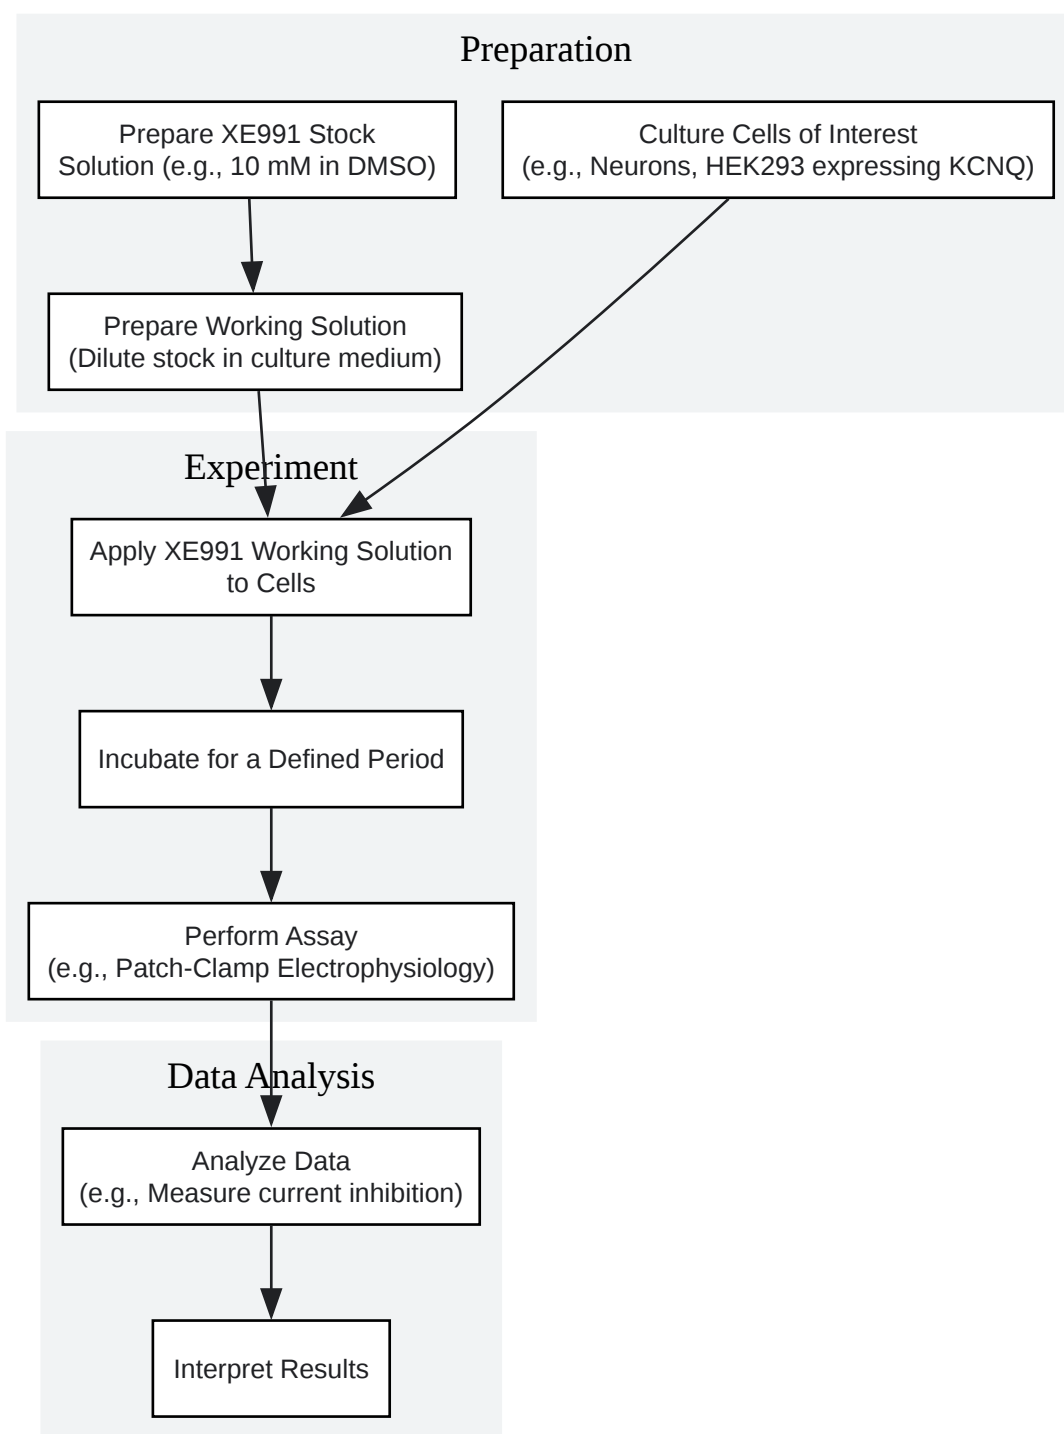 Preparation
Prepare XE991 Stock
Solution (e.g., 10 mM in DMSO)
Culture Cells of Interest
(e.g., Neurons, HEK293 expressing KCNQ)
Prepare Working Solution
(Dilute stock in culture medium)
Experiment
Apply XE991 Working Solution
to Cells
Incubate for a Defined Period
Perform Assay
(e.g., Patch-Clamp Electrophysiology)
Data Analysis
Analyze Data
(e.g., Measure current inhibition)
Interpret Results